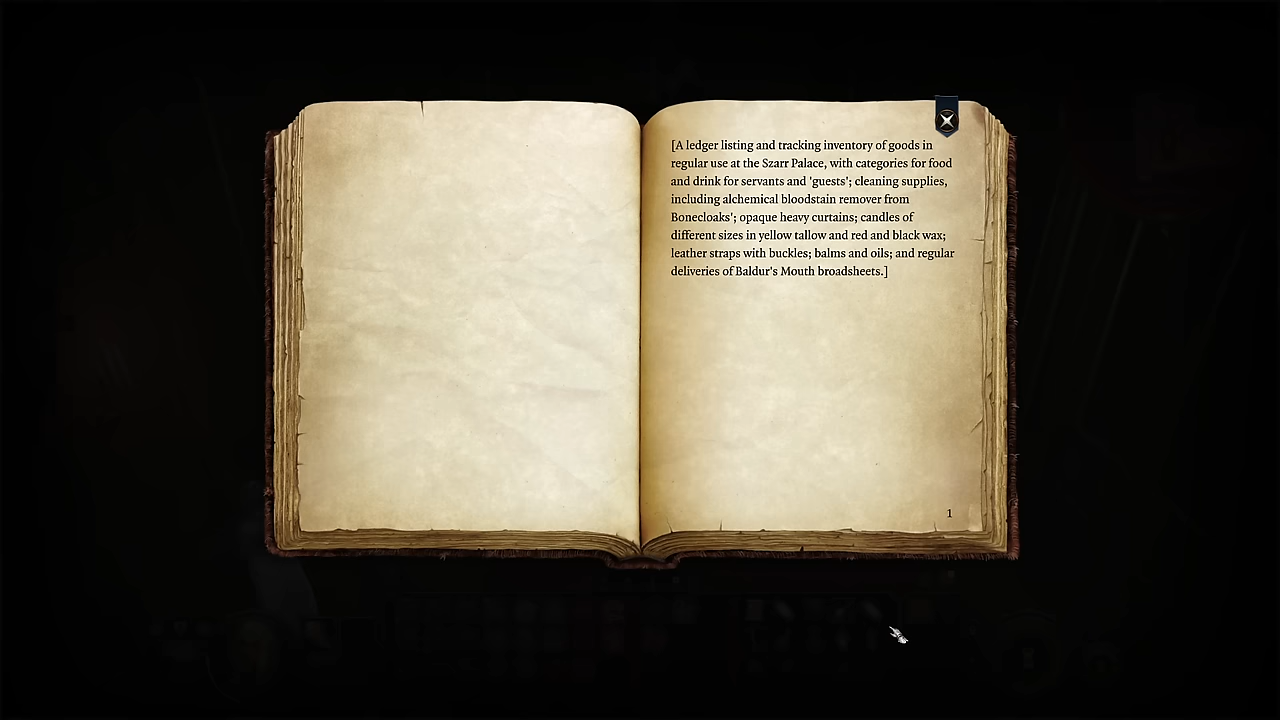 [A ledger listing and tracking inventory of goods in
regular use at the Szarr Palace, with categories for food
and drink for servants and 'guests'; cleaning supplies,
including alchemical bloodstain remover from
Bonecloaks'; opaque heavy curtains; candles of
different sizes in yellow tallow and red and black wax;
leather straps with buckles; balms and oils; and regular
deliveries of Baldur's Mouth broadsheets.]
1